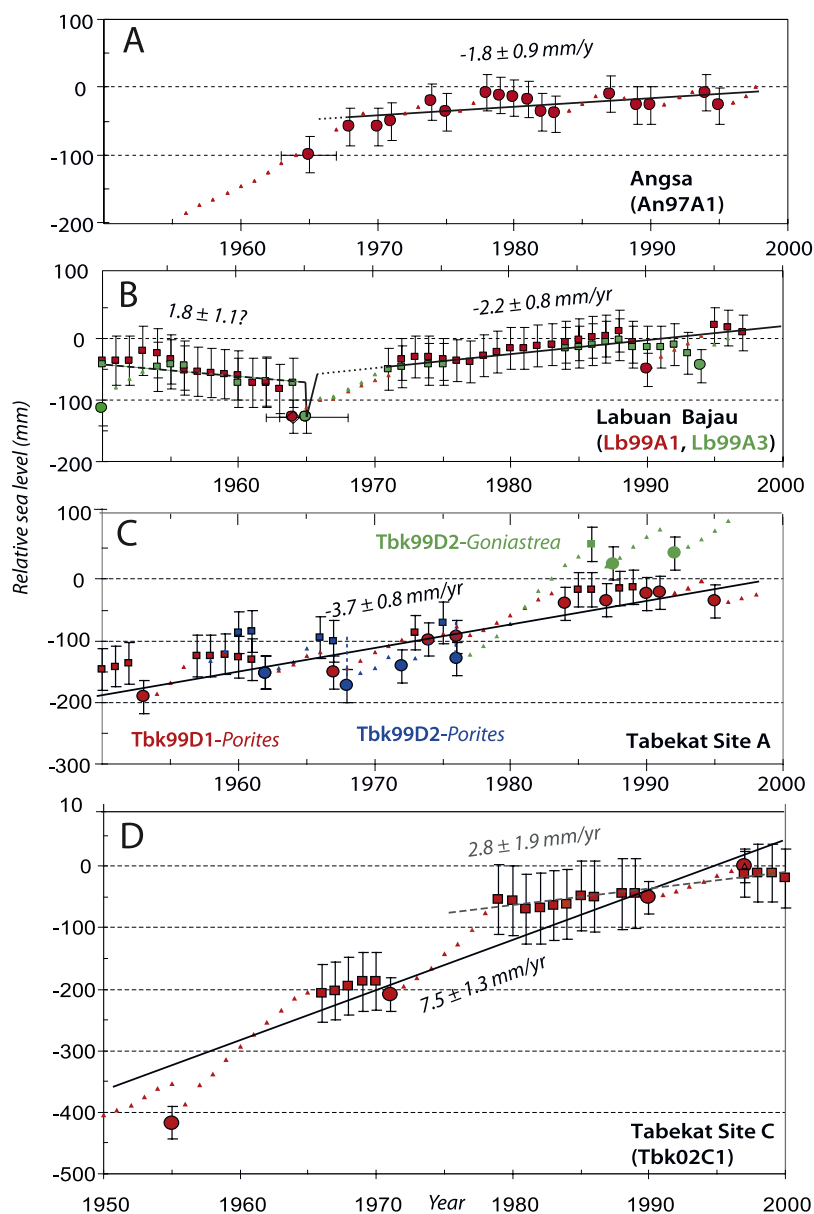 A
100
0
-100
-200
-1.8 ± 0.9 mm/y
Angsa
(An97A1)
1960 1970 1980 1990 2000
B
100
0
-100
-200
1.8 ± 1.1?
-2.2 ± 0.8 mm/yr
Labuan Bajau
(Lb99A1, Lb99A3)
1960 1970 1980 1990 2000
Relative sea level (mm)
C
100
0
-100
-200
-300
Tbk99D2-Goniastrea
-3.7 ± 0.8 mm/yr
Tbk99D1-Porites Tbk99D2-Porites Tabekat Site A
1960 1970 1980 1990 2000
D
10
0
-100
-200
-300
-400
-500
2.8 ± 1.9 mm/yr
7.5 ± 1.3 mm/yr
Tabekat Site C
(Tbk02C1)
1950 1960 1970 Year 1980 1990 2000